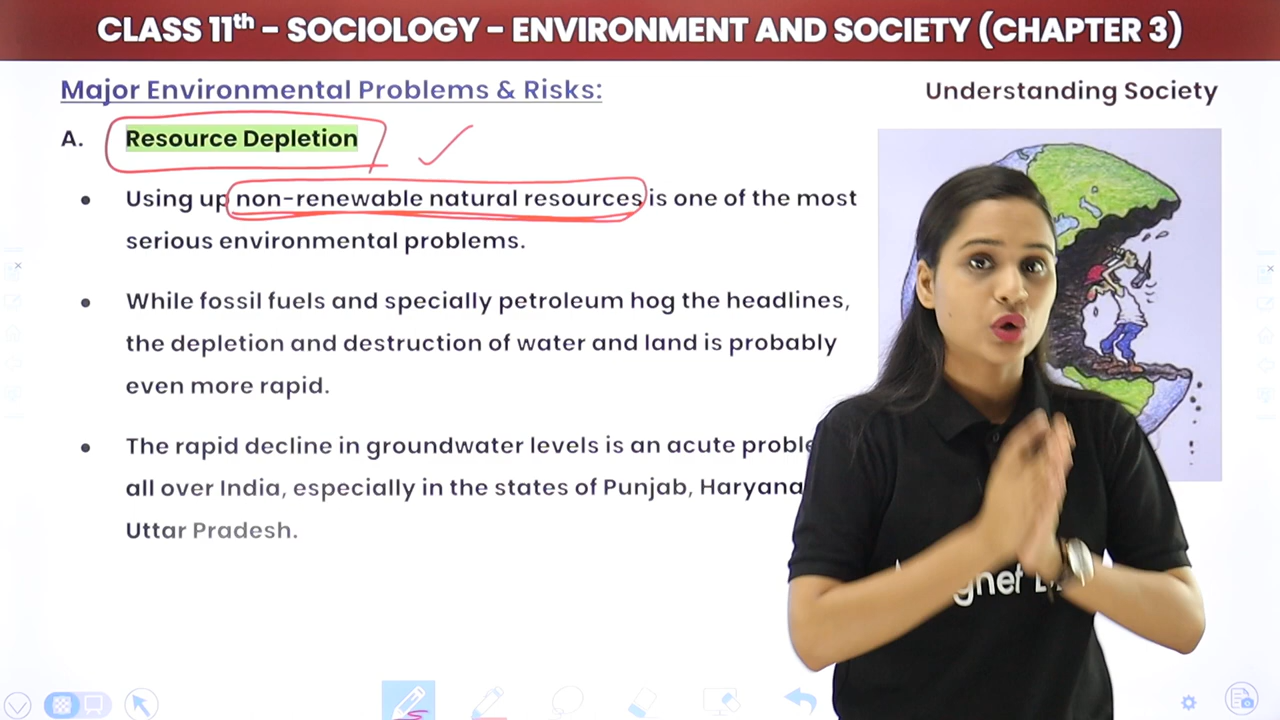 CLASS 11th - SOCIOLOGY - ENVIRONMENT AND SOCIETY (CHAPTER 3)
Major Environmental Problems & Risks:
Understanding Society
A. Resource Depletion
• Using up non-renewable natural resources is one of the most
serious environmental problems.
• While fossil fuels and specially petroleum hog the headlines,
the depletion and destruction of water and land is probably
even more rapid.
• The rapid decline in groundwater levels is an acute
all over India, especially in the states of Punjab, Haryana
Uttar Pradesh.